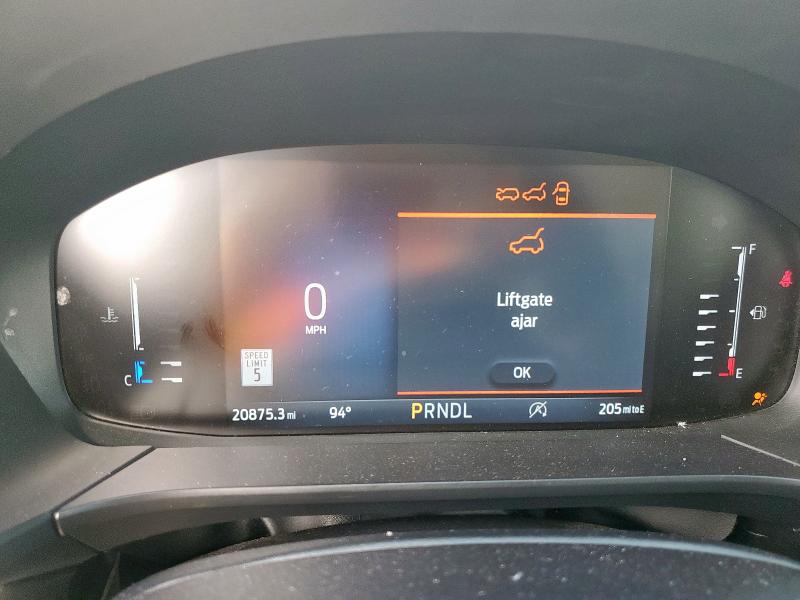 F
Liftgate
ajar
0
MPH
SPEED
LIMIT
5
OK
C
E
20875.3 mi
94°
PRNDL
205 mi to E